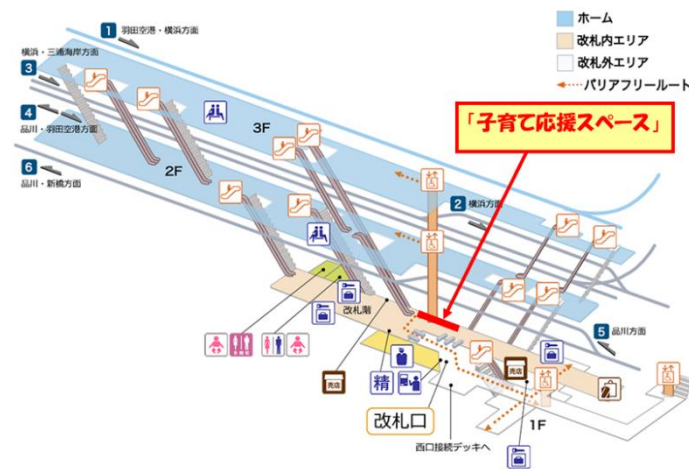 ホーム
改札内エリア
改札外エリア
バリアフリールート
「子育て応援スペース」
1 羽田空港・横浜方面
横浜・三浦海岸方面
3
4
品川・羽田空港方面
6
品川・新橋方面
3F
2F
2 横浜方面
5 品川方面
改札階
売店
精
売店
改札口
西口接続デッキへ
1F